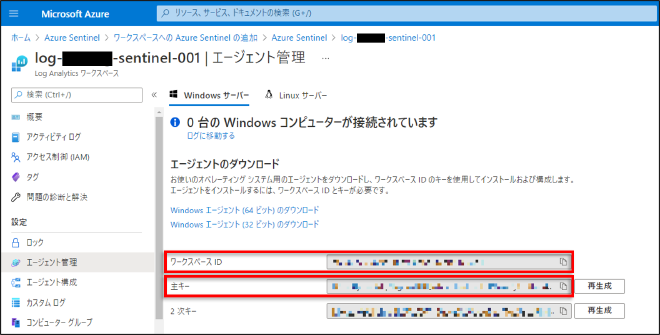 Microsoft Azure
リソース、サービス、ドキュメントの検索 (G+/)
ホーム > Azure Sentinel > ワークスペースへの Azure Sentinel の追加 > Azure Sentinel > log-sentinel-001
log-sentinel-001 | エージェント管理 …
Log Analytics ワークスペース
検索 (Ctrl+/)
«
概要
アクティビティ ログ
アクセス制御 (IAM)
タグ
問題の診断と解決
設定
ロック
エージェント管理
エージェント構成
カスタム ログ
コンピューター グループ
Windows サーバー
Linux サーバー
0 台の Windows コンピューターが接続されています
ログに移動する
エージェントのダウンロード
お使いのオペレーティング システム用のエージェントをダウンロードし、ワークスペース ID のキーを使用してインストールおよび構成します。
エージェントをインストールするには、ワークスペース ID とキーが必要です。
Windows エージェント (64 ビット) のダウンロード
Windows エージェント (32 ビット) のダウンロード
ワークスペース ID
主キー
再生成
2 次キー
再生成